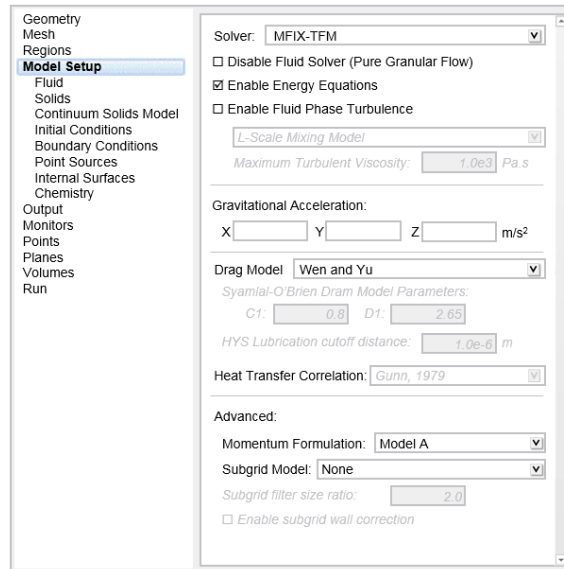 Geometry
Mesh
Regions
Model Setup
Fluid
Solids
Continuum Solids Model
Initial Conditions
Boundary Conditions
Point Sources
Internal Surfaces
Chemistry
Output
Monitors
Points
Planes
Volumes
Run
Solver: MFIX-TFM
Disable Fluid Solver (Pure Granular Flow)
Enable Energy Equations
Enable Fluid Phase Turbulence
L-Scale Mixing Model
Maximum Turbulent Viscosity: 1.0e3 Pa.s
Gravitational Acceleration:
X Y Z m/s²
Drag Model Wen and Yu
Syamlal-O'Brien Dram Model Parameters:
C1: 0.8 D1: 2.65
HYS Lubrication cutoff distance: 1.0e-6 m
Heat Transfer Correlation: Gunn, 1979
Advanced:
Momentum Formulation: Model A
Subgrid Model: None
Subgrid filter size ratio: 2.0
Enable subgrid wall correction